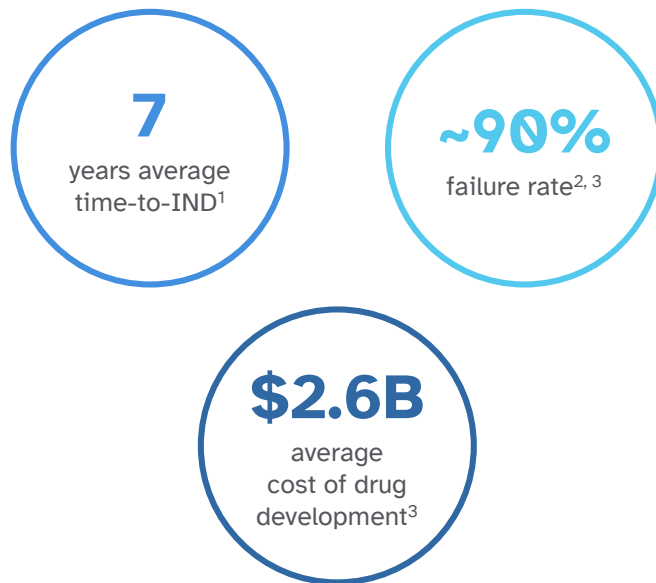 7
years average
time-to-IND¹
~90%
failure rate²˒ ³
$2.6B
average
cost of drug
development³